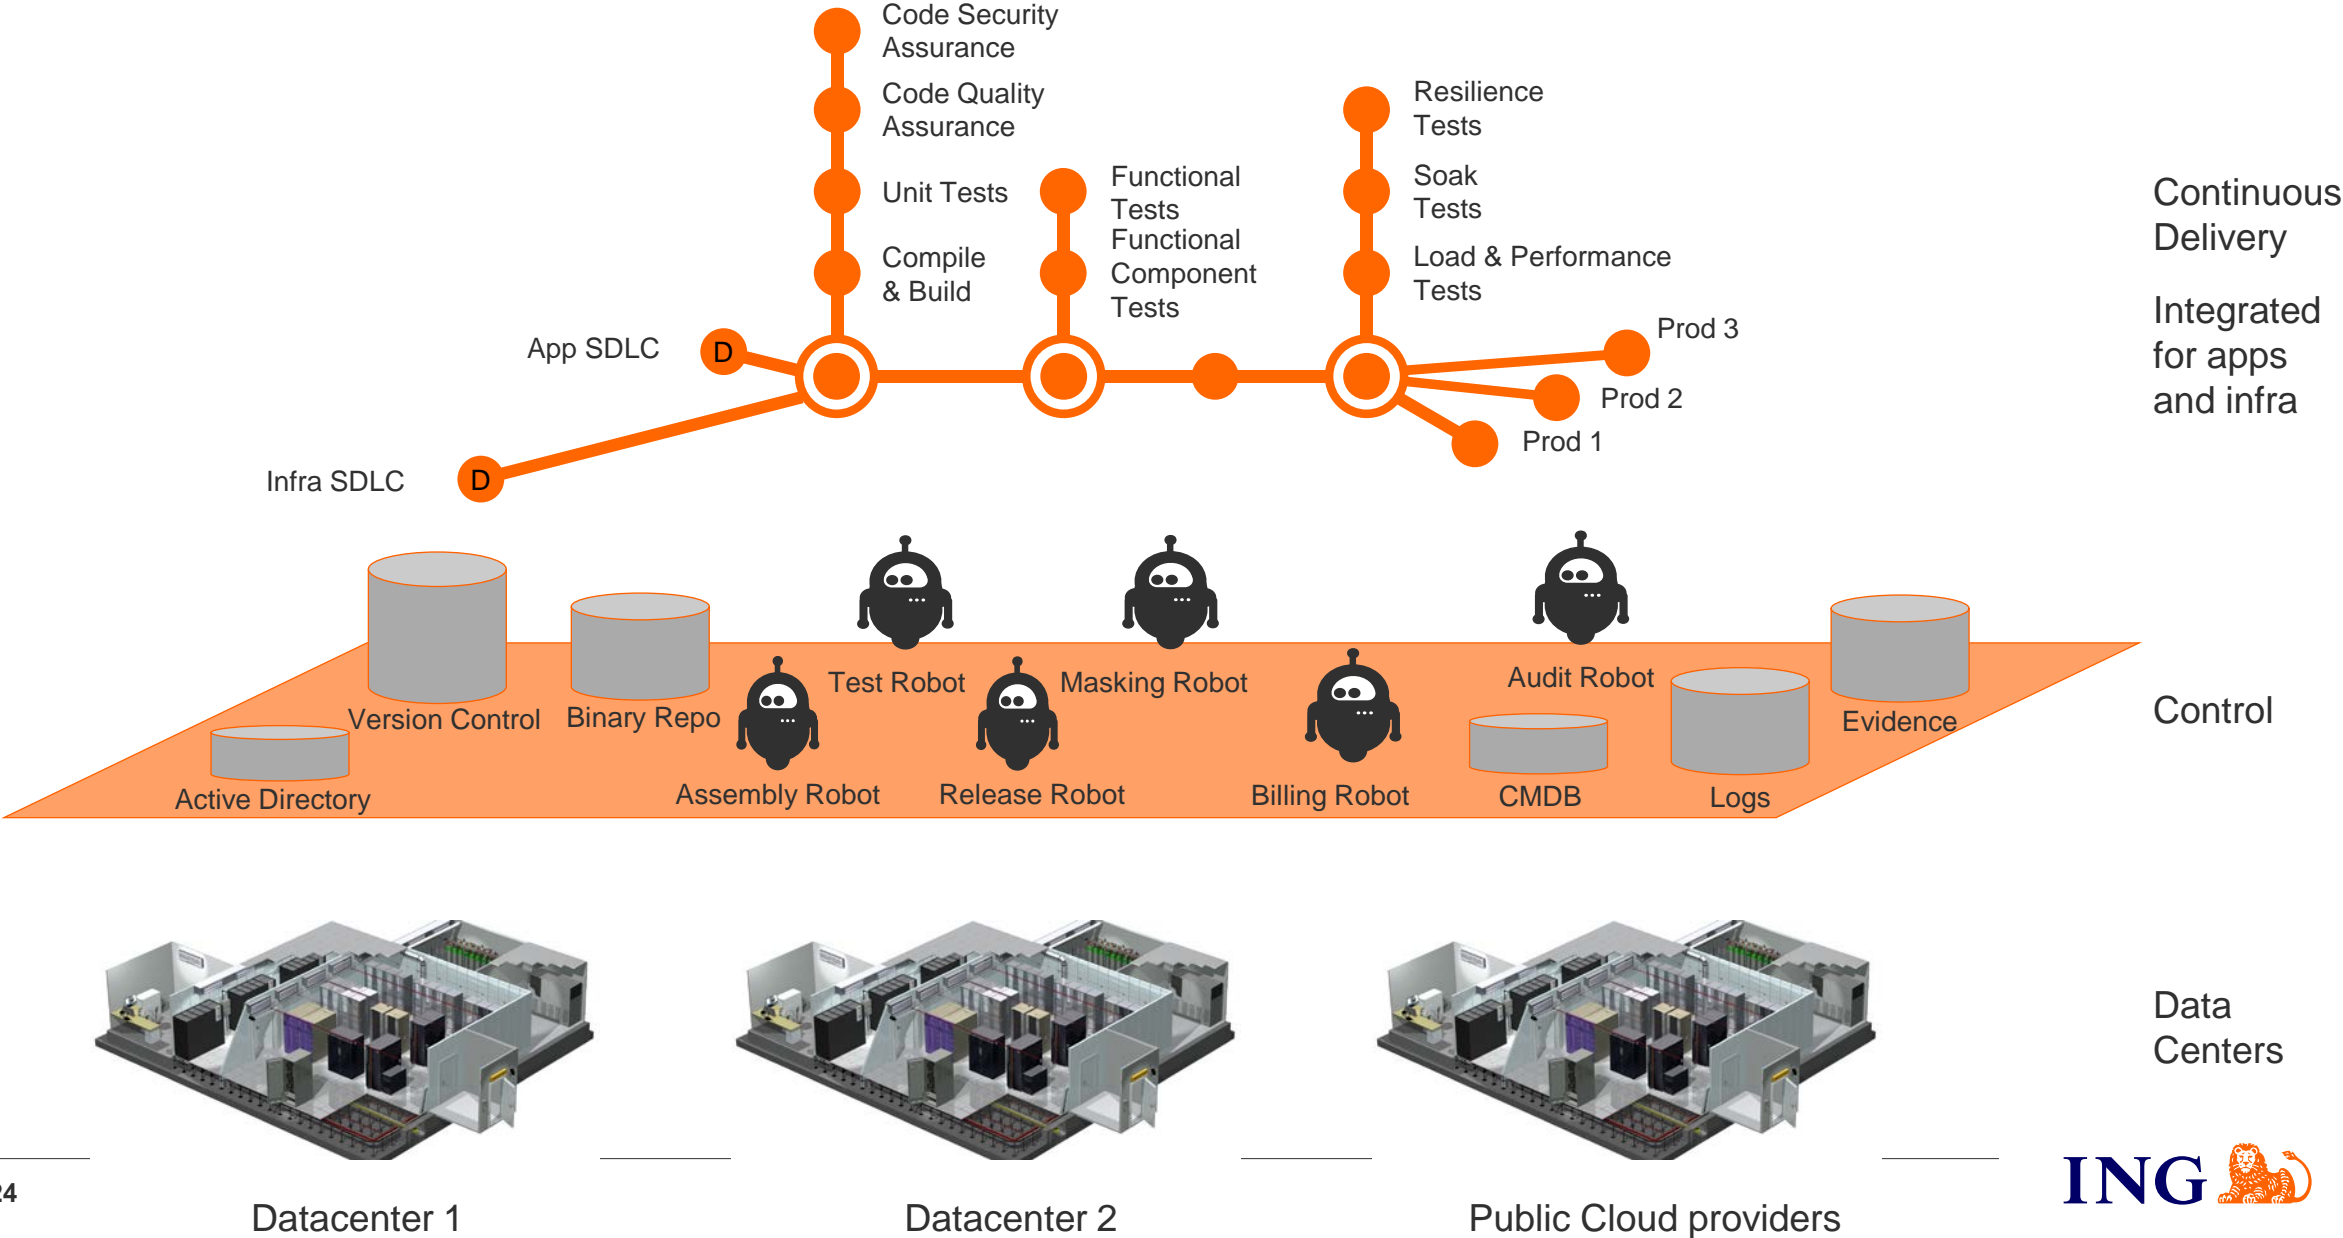 Code Security
Assurance
Code Quality
Assurance
Unit Tests
Compile
& Build
Functional
Tests
Functional
Component
Tests
Resilience
Tests
Soak
Tests
Load & Performance
Tests
Continuous
Delivery
Integrated
for apps
and infra
App SDLC
D
Infra SDLC
D
Prod 3
Prod 2
Prod 1
Test Robot
Masking Robot
Audit Robot
Version Control
Binary Repo
Evidence
Control
Active Directory
Assembly Robot
Release Robot
Billing Robot
CMDB
Logs
Data
Centers
24
Datacenter 1
Datacenter 2
Public Cloud providers
ING